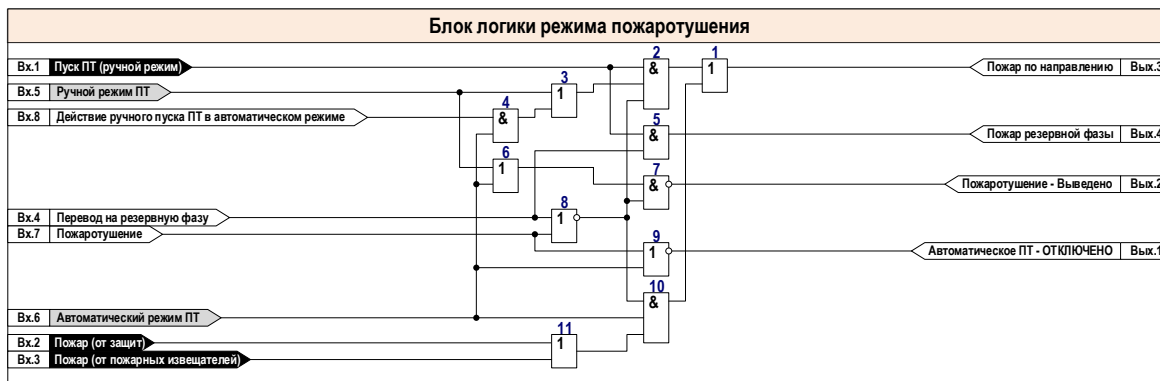 Блок логики режима пожаротушения
2 1
Вх.1 Пуск ПТ (ручной режим) & 1 Пожар по направлению Вых.3
3
Вх.5 Ручной режим ПТ 1
4
Вх.8 Действие ручного пуска ПТ в автоматическом режиме &
5
& Пожар резервной фазы Вых.4
6
1
7
& Пожаротушение - Выведено Вых.2
8
Вх.4 Перевод на резервную фазу 1
Вх.7 Пожаротушение
9
1 Автоматическое ПТ - ОТКЛЮЧЕНО Вых.1
10
&
Вх.6 Автоматический режим ПТ
11
Вх.2 Пожар (от защит) 1
Вх.3 Пожар (от пожарных извещателей)